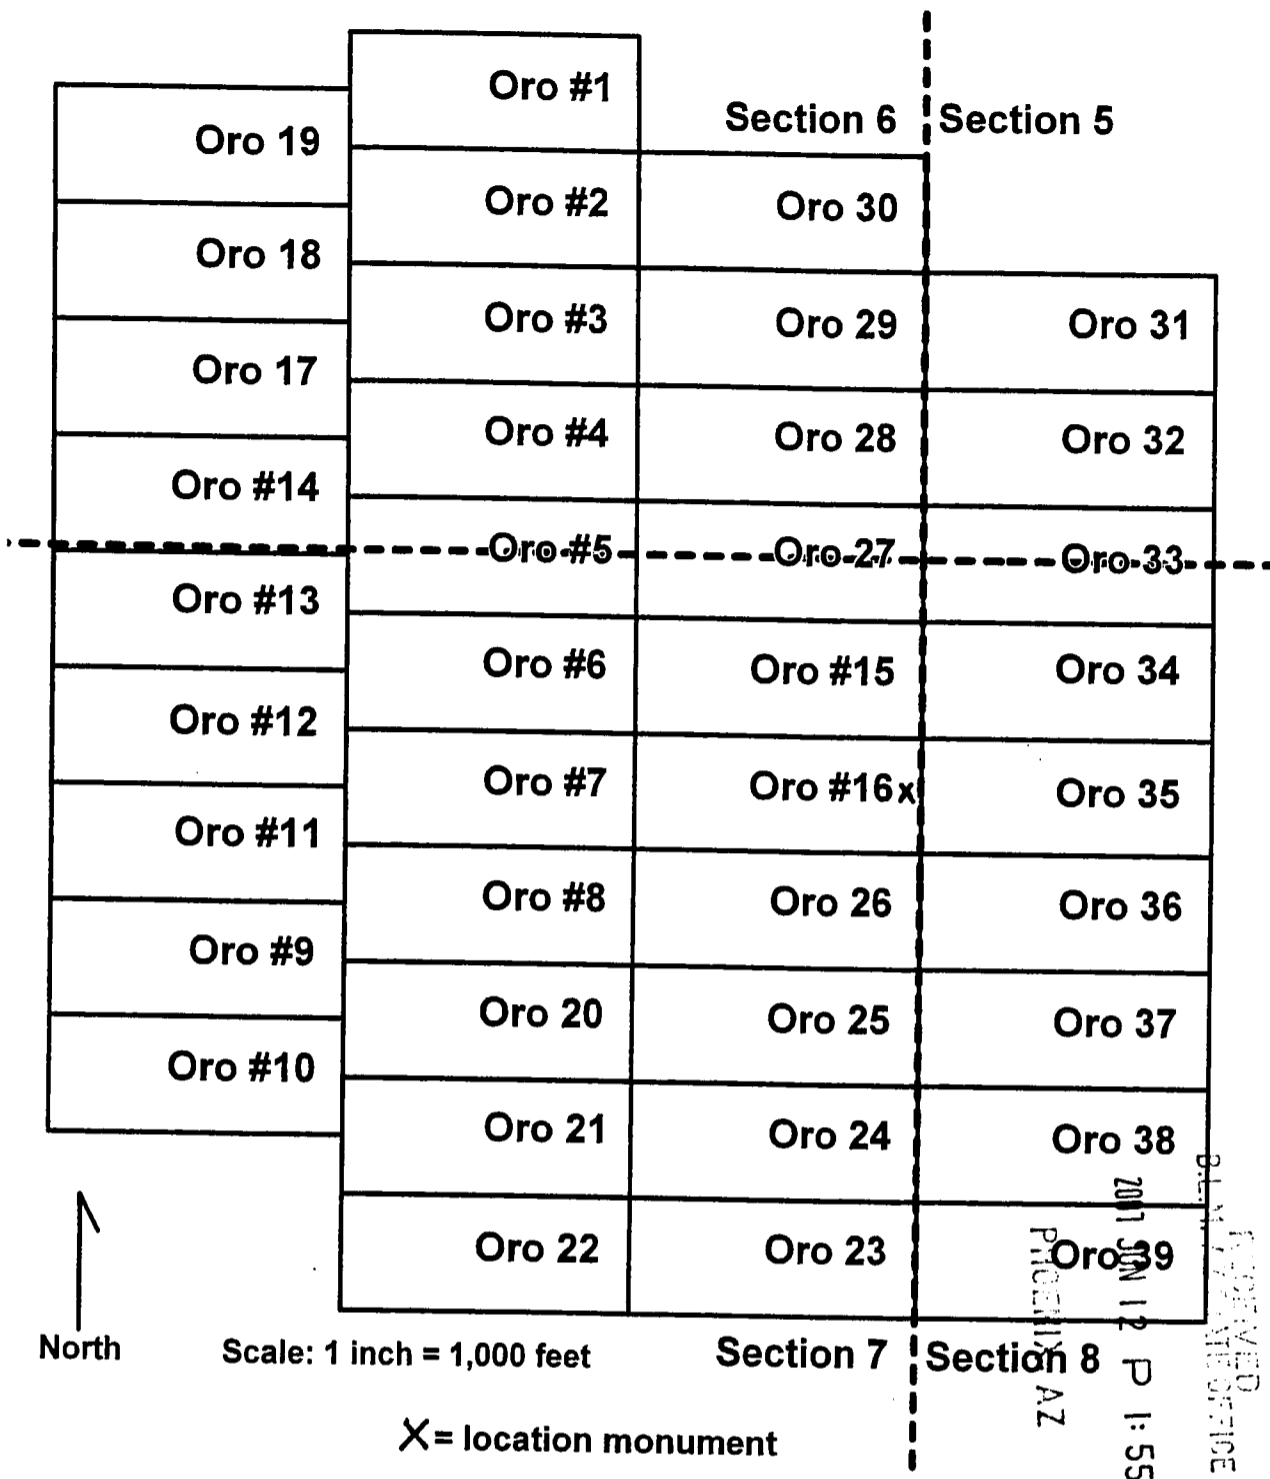 Oro #1
Section 6 Section 5
Oro 19
Oro #2 Oro 30
Oro 18
Oro #3 Oro 29 Oro 31
Oro 17
Oro #4 Oro 28 Oro 32
Oro #14
Oro #5 Oro 27 Oro 33
Oro #13
Oro #6 Oro #15 Oro 34
Oro #12
Oro #7 Oro #16 x Oro 35
Oro #11
Oro #8 Oro 26 Oro 36
Oro #9
Oro 20 Oro 25 Oro 37
Oro #10
Oro 21 Oro 24 Oro 38
Oro 22 Oro 23 Oro 39
North
Scale: 1 inch = 1,000 feet
Section 7 Section 8
X = location monument
RECEIVED
OFFICE
2001 JUN 12 P 1:55
PHOENIX AZ